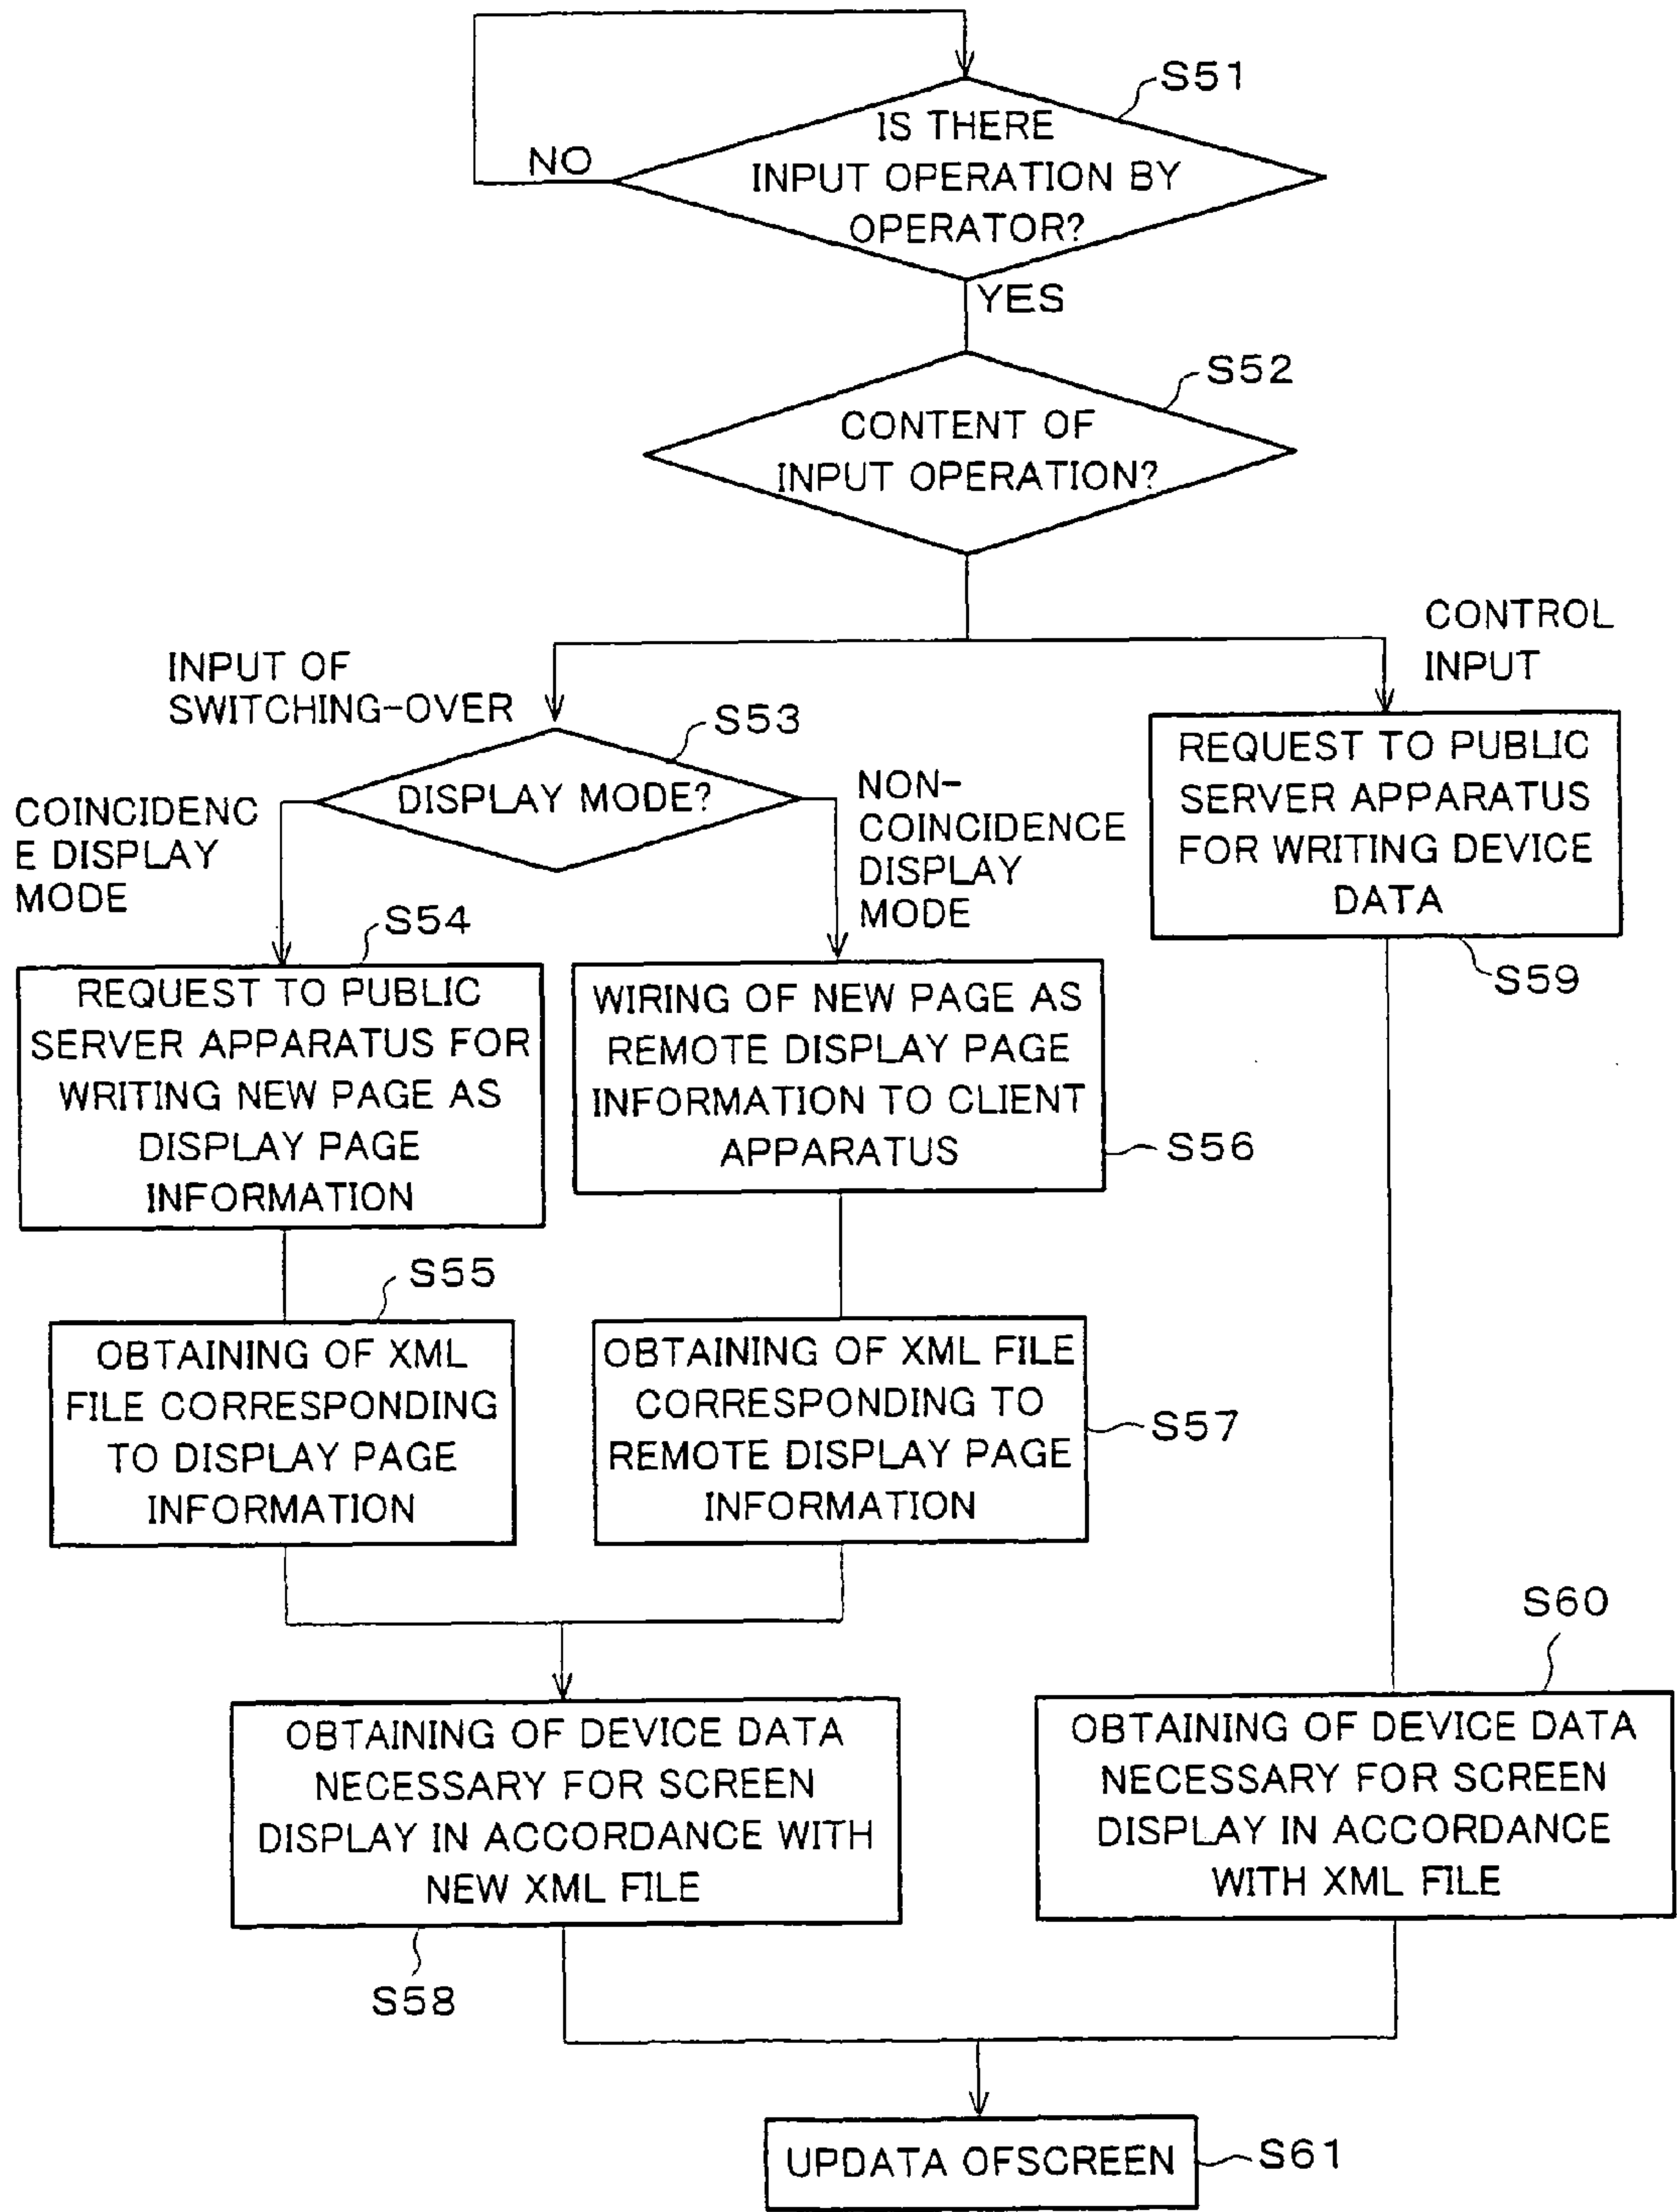 S51
IS THERE
INPUT OPERATION BY
OPERATOR?
NO
YES
S52
CONTENT OF
INPUT OPERATION?
INPUT OF
SWITCHING-OVER
CONTROL
INPUT
S53
DISPLAY MODE?
COINCIDENC
E DISPLAY
MODE
NON-
COINCIDENCE
DISPLAY
MODE
REQUEST TO PUBLIC
SERVER APPARATUS
FOR WRITING DEVICE
DATA
S59
S54
REQUEST TO PUBLIC
SERVER APPARATUS FOR
WRITING NEW PAGE AS
DISPLAY PAGE
INFORMATION
WIRING OF NEW PAGE AS
REMOTE DISPLAY PAGE
INFORMATION TO CLIENT
APPARATUS
S56
S55
OBTAINING OF XML
FILE CORRESPONDING
TO DISPLAY PAGE
INFORMATION
OBTAINING OF XML FILE
CORRESPONDING TO
REMOTE DISPLAY PAGE
INFORMATION
S57
S60
OBTAINING OF DEVICE DATA
NECESSARY FOR SCREEN
DISPLAY IN ACCORDANCE WITH
NEW XML FILE
S58
OBTAINING OF DEVICE DATA
NECESSARY FOR SCREEN
DISPLAY IN ACCORDANCE
WITH XML FILE
UPDATA OFSCREEN
S61